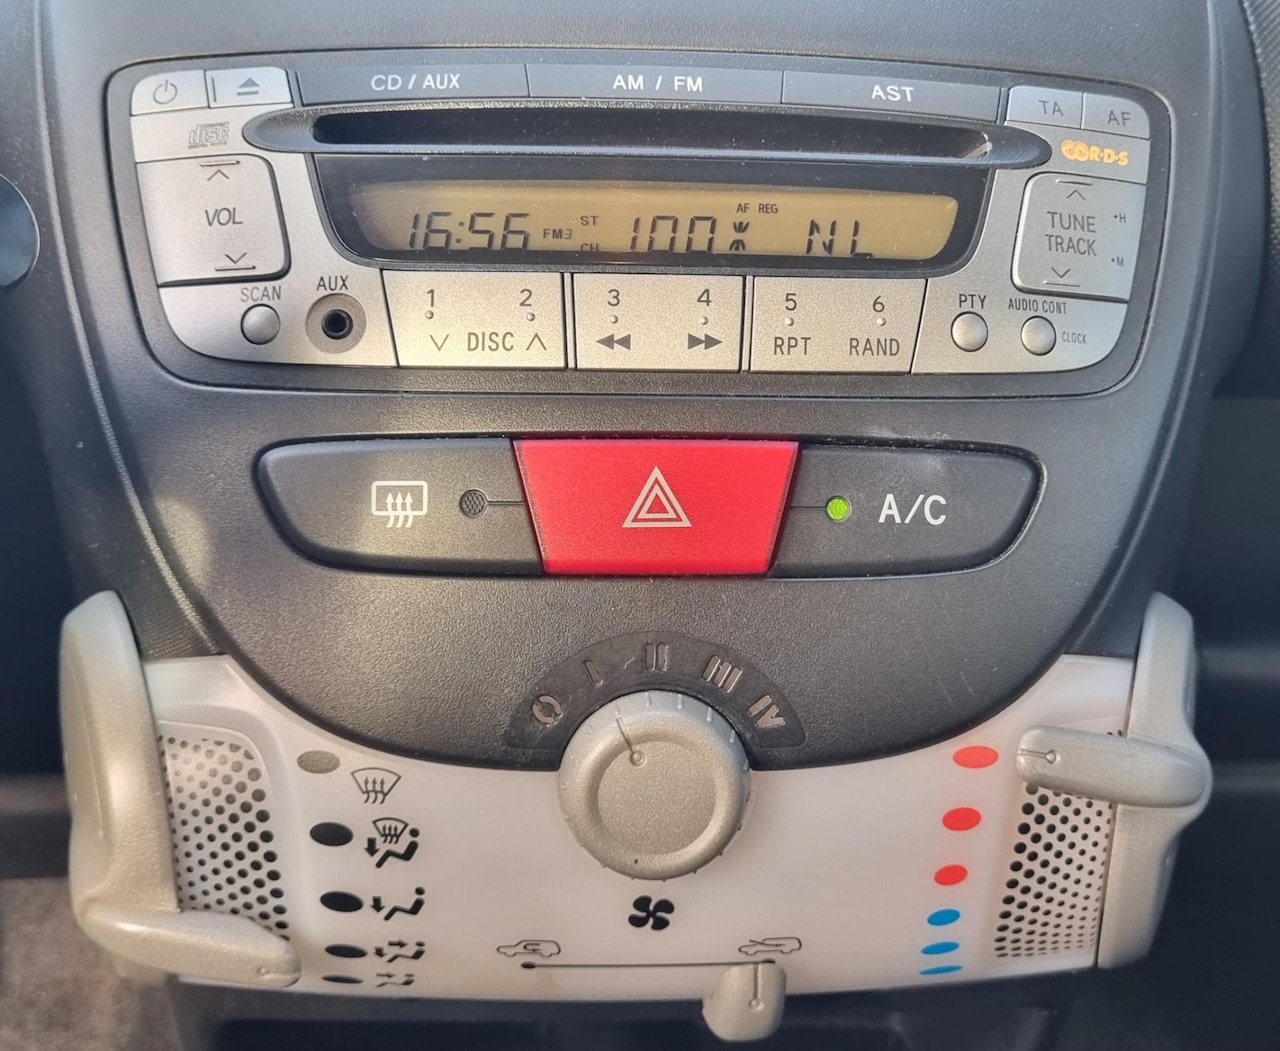 CD / AUX AM / FM AST TA AF
disc R·D·S
VOL 16:56 FM3 ST CH 100% AF REG NL TUNE TRACK H M
SCAN AUX 1 2 3 4 5 6 PTY AUDIO CONT
DISC RPT RAND CLOCK
A/C
O I II III IV